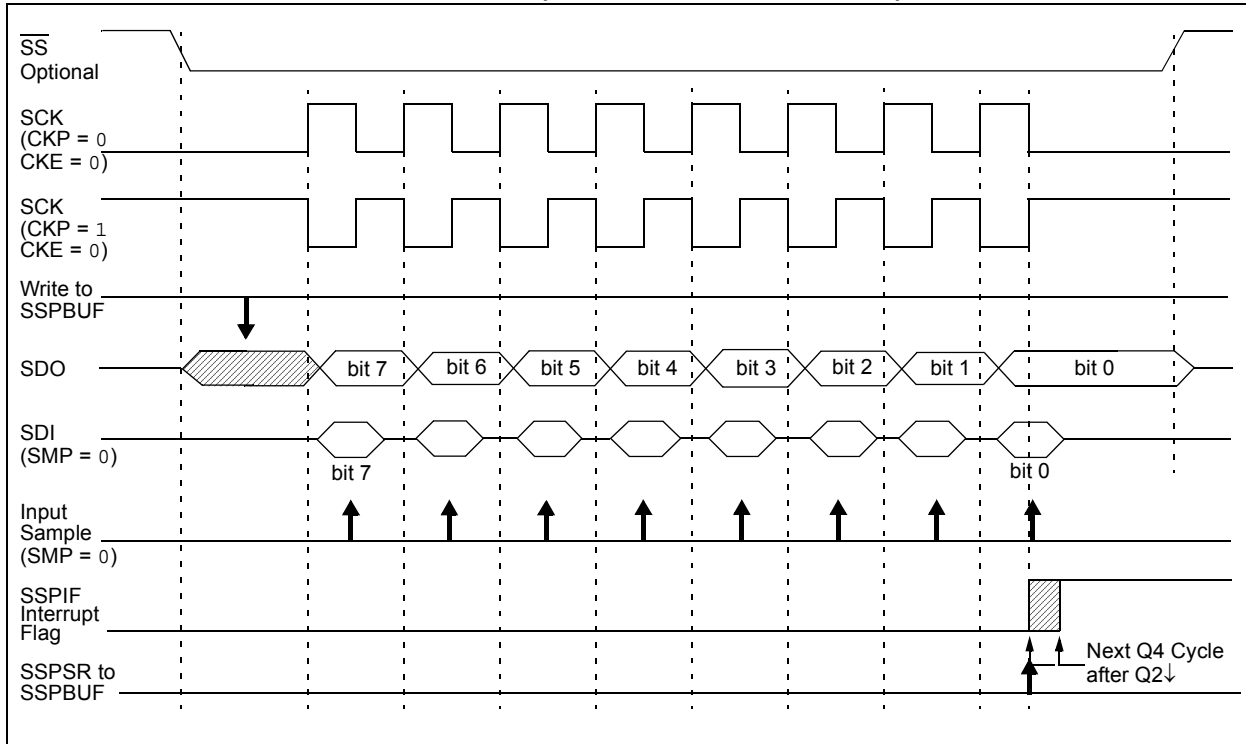 SS
Optional
SCK
(CKP = 0
CKE = 0)
SCK
(CKP = 1
CKE = 0)
Write to
SSPBUF
SDO
bit 7 bit 6 bit 5 bit 4 bit 3 bit 2 bit 1 bit 0
SDI
(SMP = 0)
bit 7 bit 0
Input
Sample
(SMP = 0)
SSPIF
Interrupt
Flag
Next Q4 Cycle
after Q2↓
SSPSR to
SSPBUF